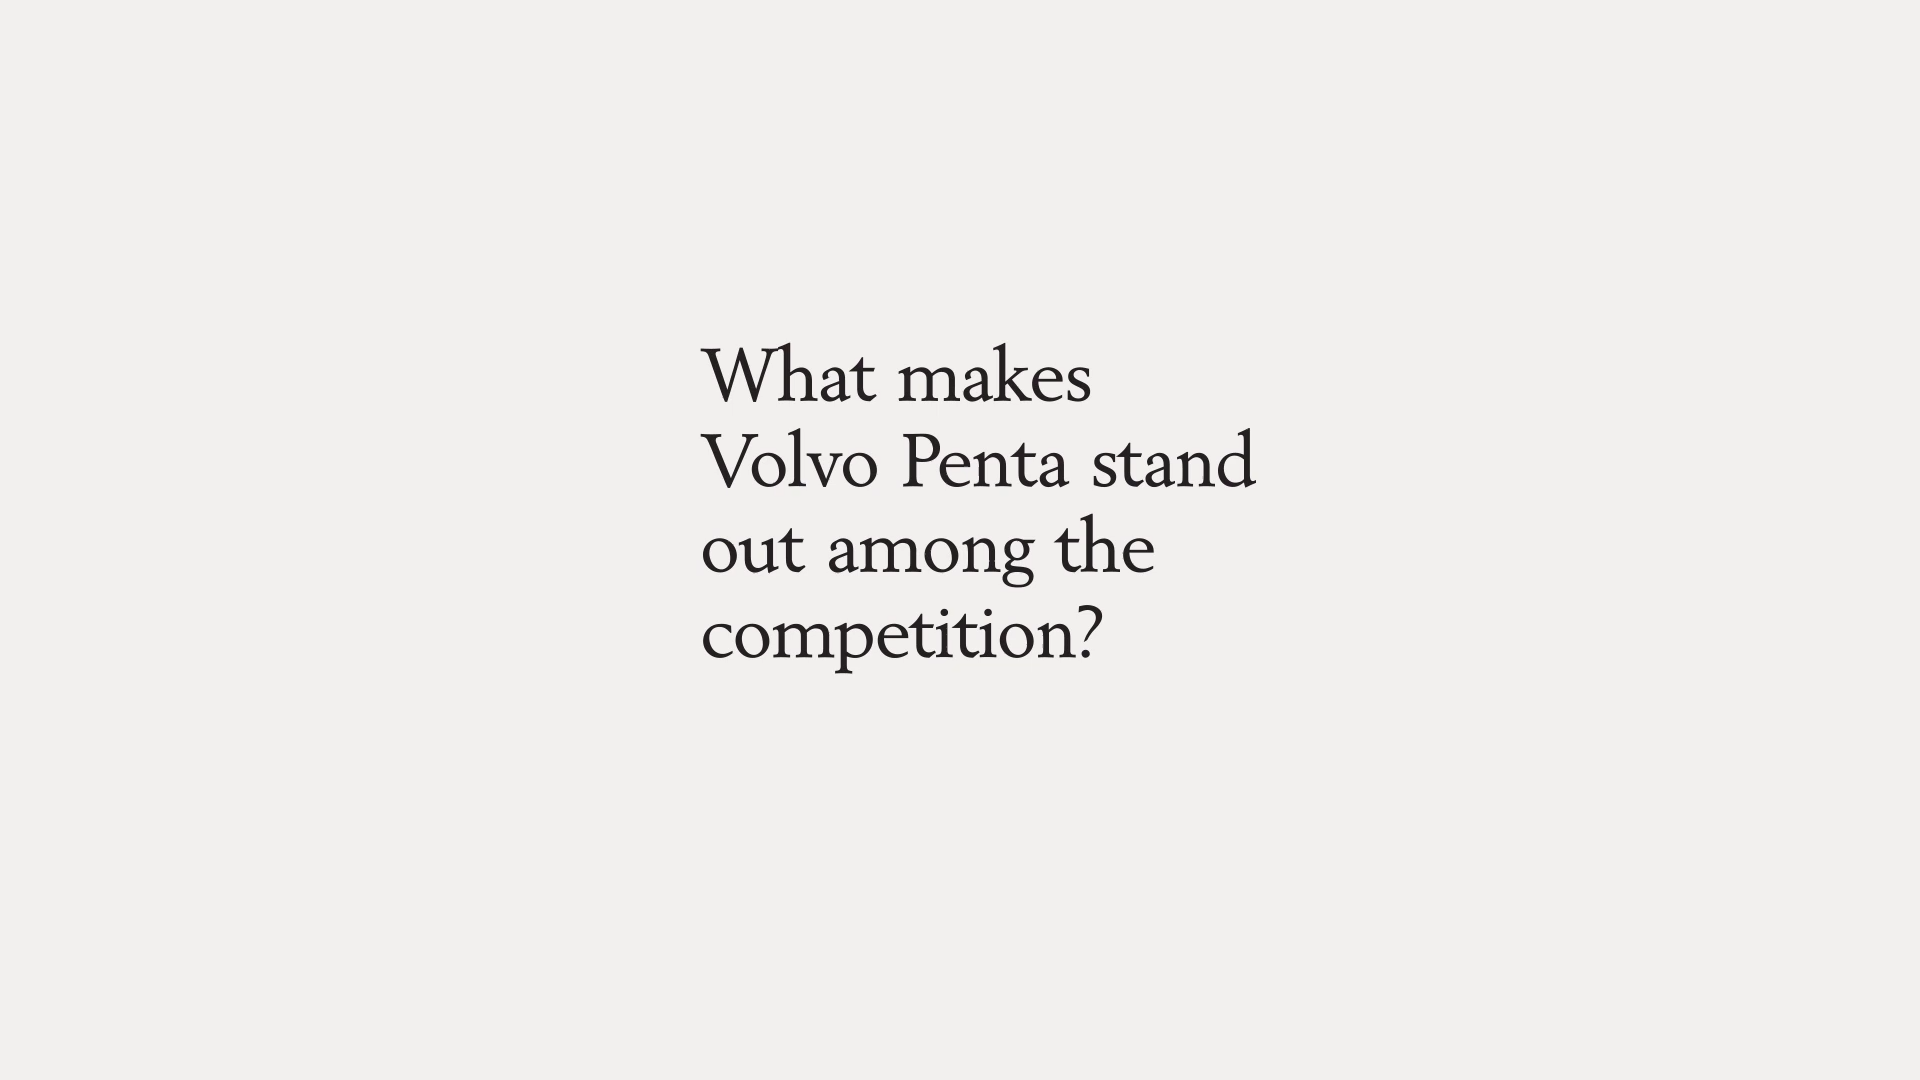 What makes
Volvo Penta stand
out among the
competition?